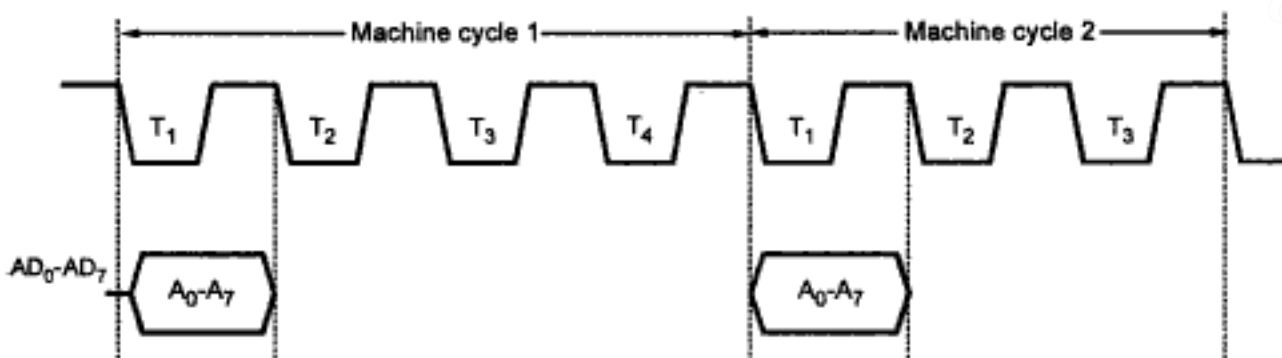 Machine cycle 1 Machine cycle 2
T₁ T₂ T₃ T₄ T₁ T₂ T₃
AD₀-AD₇ A₀-A₇ A₀-A₇